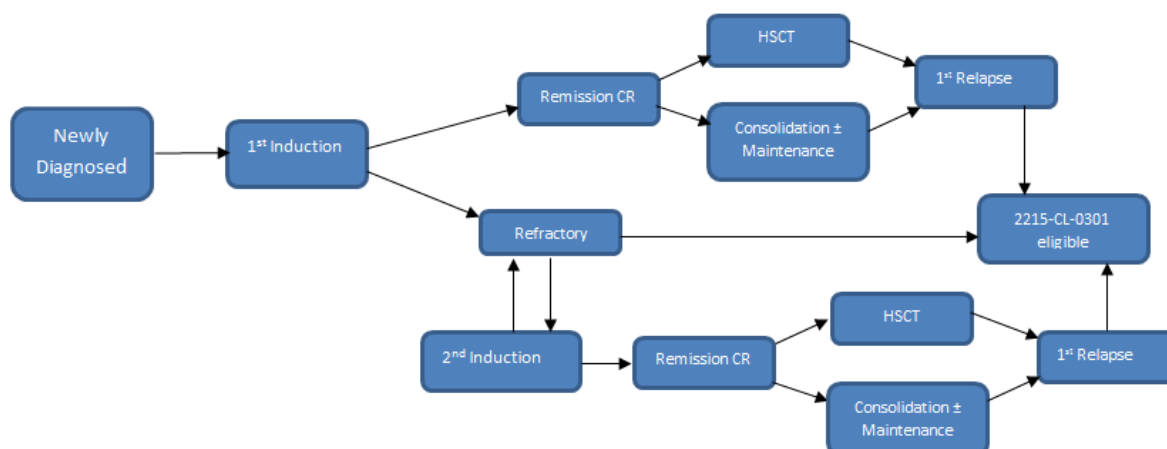 HSCT
1st Relapse
Remission CR
Newly
Diagnosed
1st Induction
Consolidation ±
Maintenance
2215-CL-0301
eligible
Refractory
HSCT
2nd Induction
Remission CR
1st Relapse
Consolidation ±
Maintenance